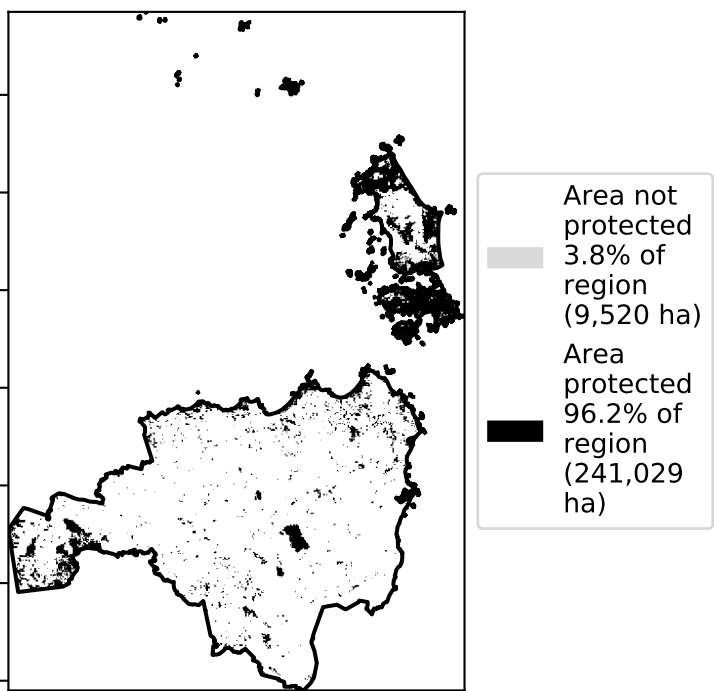 Area not
protected
3.8% of
region
(9,520 ha)
Area
protected
96.2% of
region
(241,029
ha)